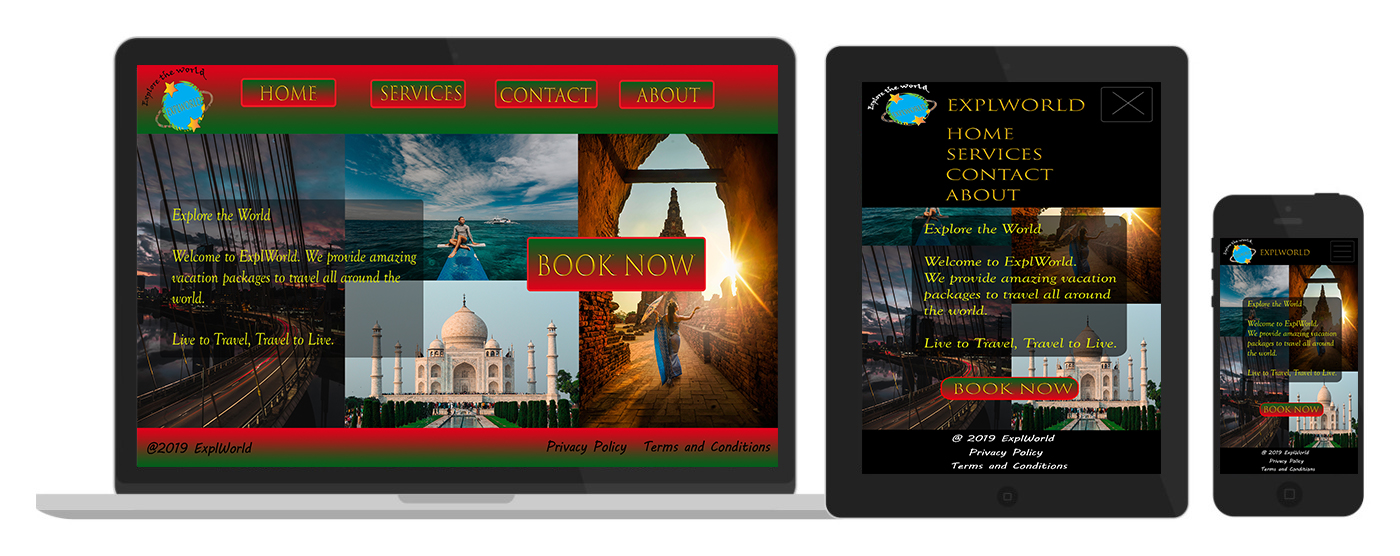 Explore the world
HOME
SERVICES
CONTACT
ABOUT
Explore the World
Welcome to ExplWorld. We provide amazing
vacation packages to travel all around the
world.
Live to Travel, Travel to Live.
BOOK NOW
@2019 ExplWorld
Privacy Policy
Terms and Conditions
Explore the world
EXPLWORLD
HOME
SERVICES
CONTACT
ABOUT
Explore the World
Welcome to ExplWorld.
We provide amazing vacation
packages to travel all around
the world.
Live to Travel, Travel to Live.
BOOK NOW
@ 2019 ExplWorld
Privacy Policy
Terms and Conditions
Explore the world
EXPLWORLD
Explore the World
Welcome to ExplWorld.
We provide amazing vacation
packages to travel all around
the world.
Live to Travel, Travel to Live.
BOOK NOW
@ 2019 ExplWorld
Privacy Policy
Terms and Conditions